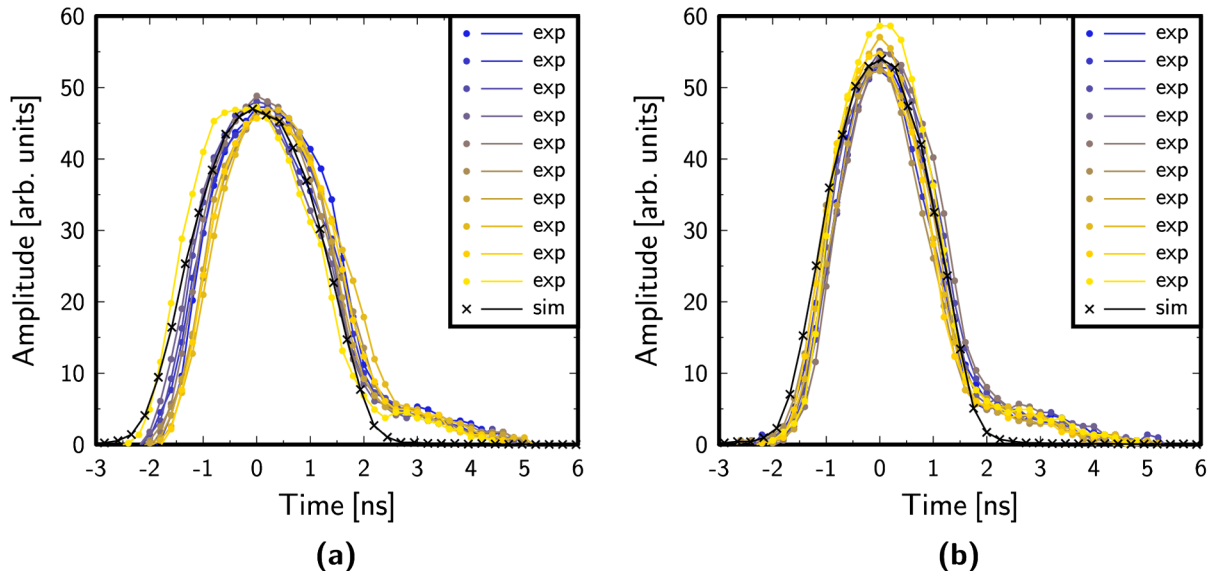 60
50
40
30
20
10
0
-3 -2 -1 0 1 2 3 4 5 6
Amplitude [arb. units]
Time [ns]
exp
exp
exp
exp
exp
exp
exp
exp
exp
exp
sim
(a)
60
50
40
30
20
10
0
-3 -2 -1 0 1 2 3 4 5 6
Amplitude [arb. units]
Time [ns]
exp
exp
exp
exp
exp
exp
exp
exp
exp
exp
sim
(b)